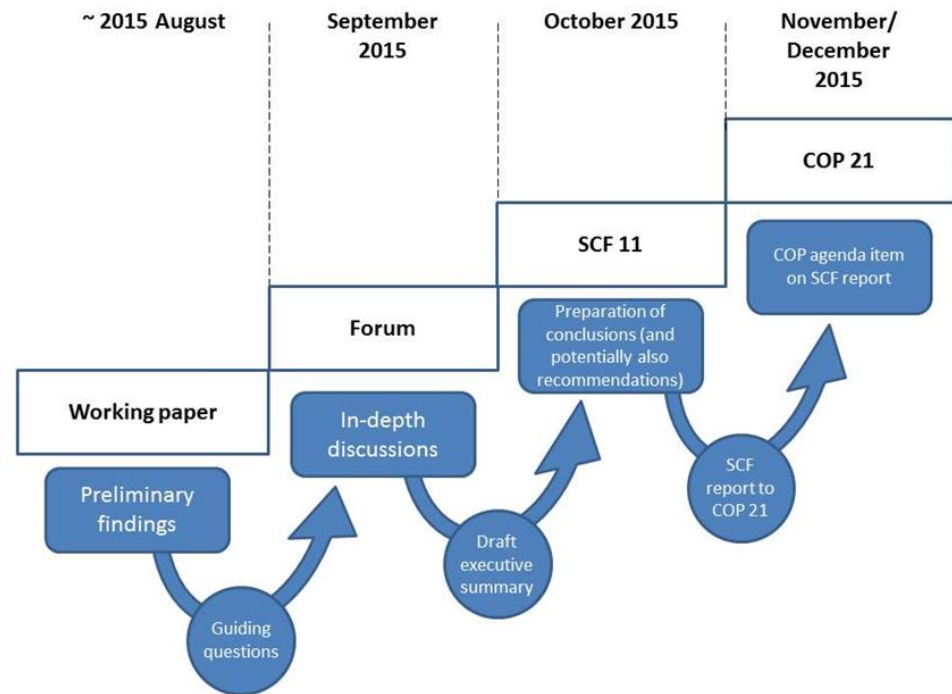 ~ 2015 August
September
2015
October 2015
November/
December
2015
COP 21
SCF 11
Forum
Working paper
COP agenda item
on SCF report
Preparation of
conclusions (and
potentially also
recommendations)
In-depth
discussions
Preliminary
findings
SCF
report to
COP 21
Draft
executive
summary
Guiding
questions